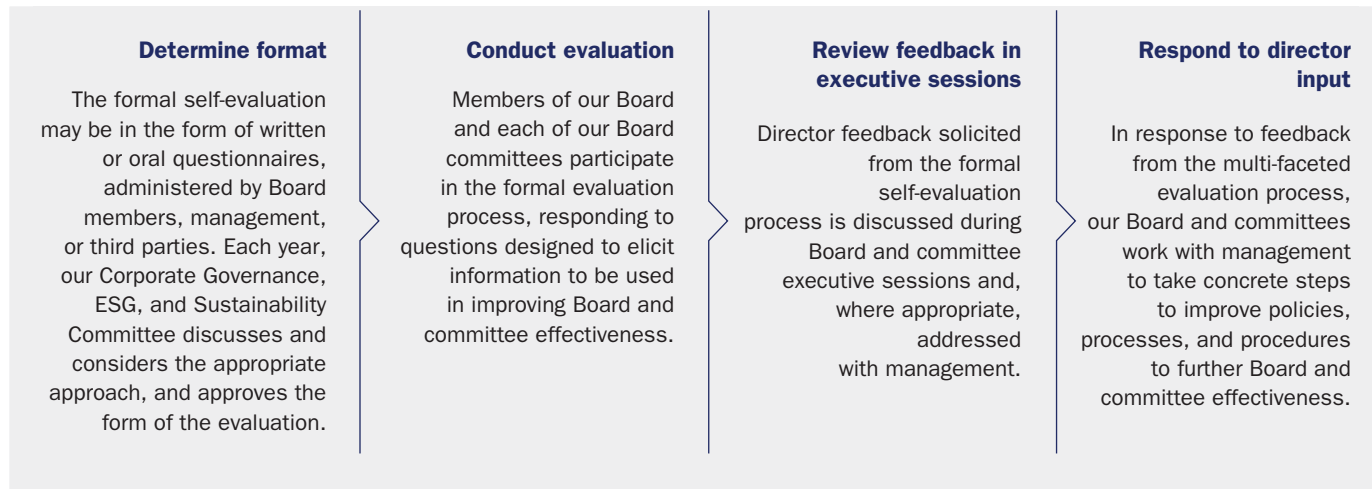 Determine format
The formal self-evaluation
may be in the form of written
or oral questionnaires,
administered by Board
members, management,
or third parties. Each year,
our Corporate Governance,
ESG, and Sustainability
Committee discusses and
considers the appropriate
approach, and approves the
form of the evaluation.
Conduct evaluation
Members of our Board
and each of our Board
committees participate
in the formal evaluation
process, responding to
questions designed to elicit
information to be used
in improving Board and
committee effectiveness.
Review feedback in
executive sessions
Director feedback solicited
from the formal
self-evaluation
process is discussed during
Board and committee
executive sessions and,
where appropriate,
addressed
with management.
Respond to director
input
In response to feedback
from the multi-faceted
evaluation process,
our Board and committees
work with management
to take concrete steps
to improve policies,
processes, and procedures
to further Board and
committee effectiveness.